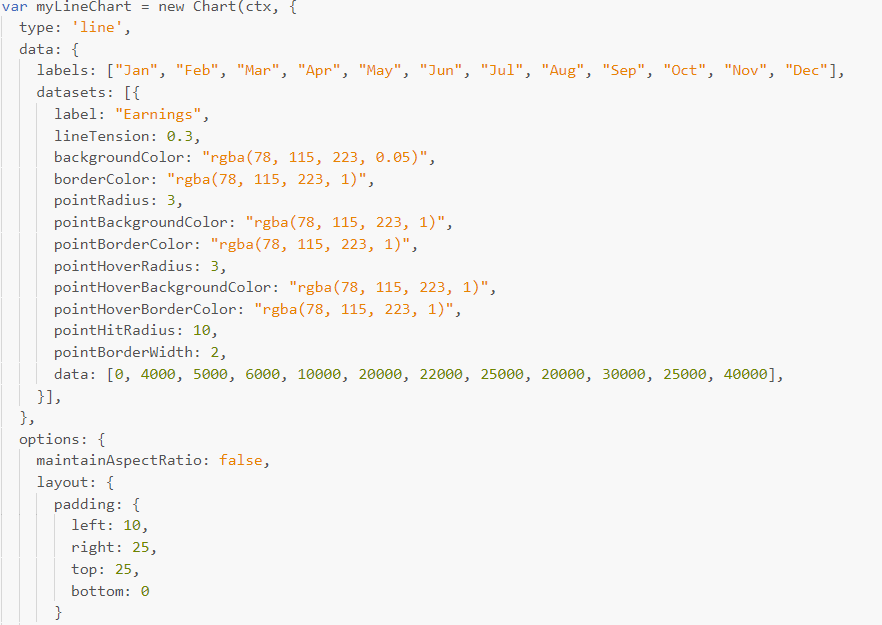 var myLineChart = new Chart(ctx, {
  type: 'line',
  data: {
    labels: ["Jan", "Feb", "Mar", "Apr", "May", "Jun", "Jul", "Aug", "Sep", "Oct", "Nov", "Dec"],
    datasets: [{
      label: "Earnings",
      lineTension: 0.3,
      backgroundColor: "rgba(78, 115, 223, 0.05)",
      borderColor: "rgba(78, 115, 223, 1)",
      pointRadius: 3,
      pointBackgroundColor: "rgba(78, 115, 223, 1)",
      pointBorderColor: "rgba(78, 115, 223, 1)",
      pointHoverRadius: 3,
      pointHoverBackgroundColor: "rgba(78, 115, 223, 1)",
      pointHoverBorderColor: "rgba(78, 115, 223, 1)",
      pointHitRadius: 10,
      pointBorderWidth: 2,
      data: [0, 4000, 5000, 6000, 10000, 20000, 22000, 25000, 20000, 30000, 25000, 40000],
    }],
  },
  options: {
    maintainAspectRatio: false,
    layout: {
      padding: {
        left: 10,
        right: 25,
        top: 25,
        bottom: 0
      }